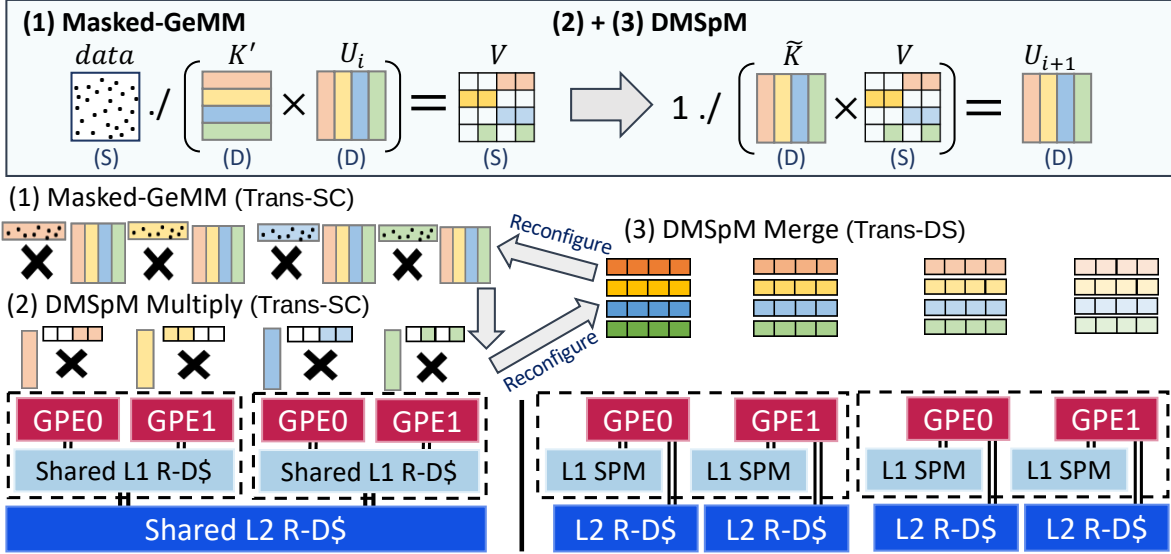 (1) Masked-GeMM
(2) + (3) DMSpM
data K′ U_i V K̃ V U_{i+1}
./ ( × ) = 1 ./ ( × ) =
(S) (D) (D) (S) (D) (S) (D)
(1) Masked-GeMM (Trans-SC)
Reconfigure
(3) DMSpM Merge (Trans-DS)
(2) DMSpM Multiply (Trans-SC)
Reconfigure
GPE0 GPE1 GPE0 GPE1
Shared L1 R-D$ Shared L1 R-D$
Shared L2 R-D$
GPE0 GPE1 GPE0 GPE1
L1 SPM L1 SPM L1 SPM L1 SPM
L2 R-D$ L2 R-D$ L2 R-D$ L2 R-D$